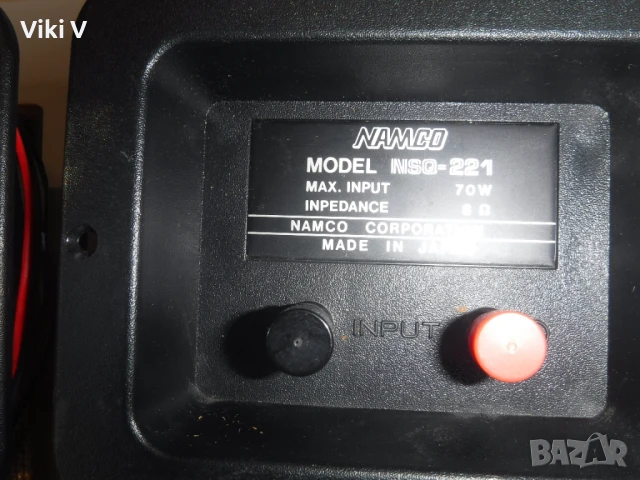 Viki V
NAMCO
MODEL NSQ-221
MAX. INPUT 70W
INPEDANCE 8 Ω
NAMCO CORPORATION
MADE IN JAPAN
INPUT
BAZAR